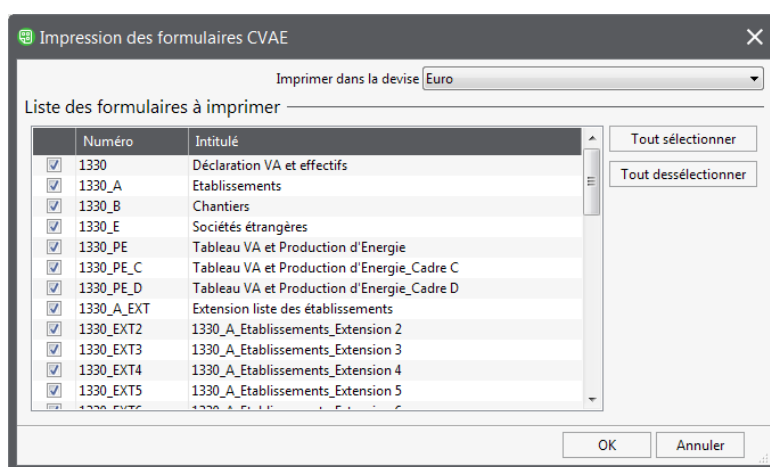 Impression des formulaires CVAE
Imprimer dans la devise Euro
Liste des formulaires à imprimer
Numéro Intitulé
Tout sélectionner
1330 Déclaration VA et effectifs
1330_A Etablissements
Tout dessélectionner
1330_B Chantiers
1330_E Sociétés étrangères
1330_PE Tableau VA et Production d'Energie
1330_PE_C Tableau VA et Production d'Energie_Cadre C
1330_PE_D Tableau VA et Production d'Energie_Cadre D
1330_A_EXT Extension liste des établissements
1330_EXT2 1330_A_Etablissements_Extension 2
1330_EXT3 1330_A_Etablissements_Extension 3
1330_EXT4 1330_A_Etablissements_Extension 4
1330_EXT5 1330_A_Etablissements_Extension 5
OK Annuler